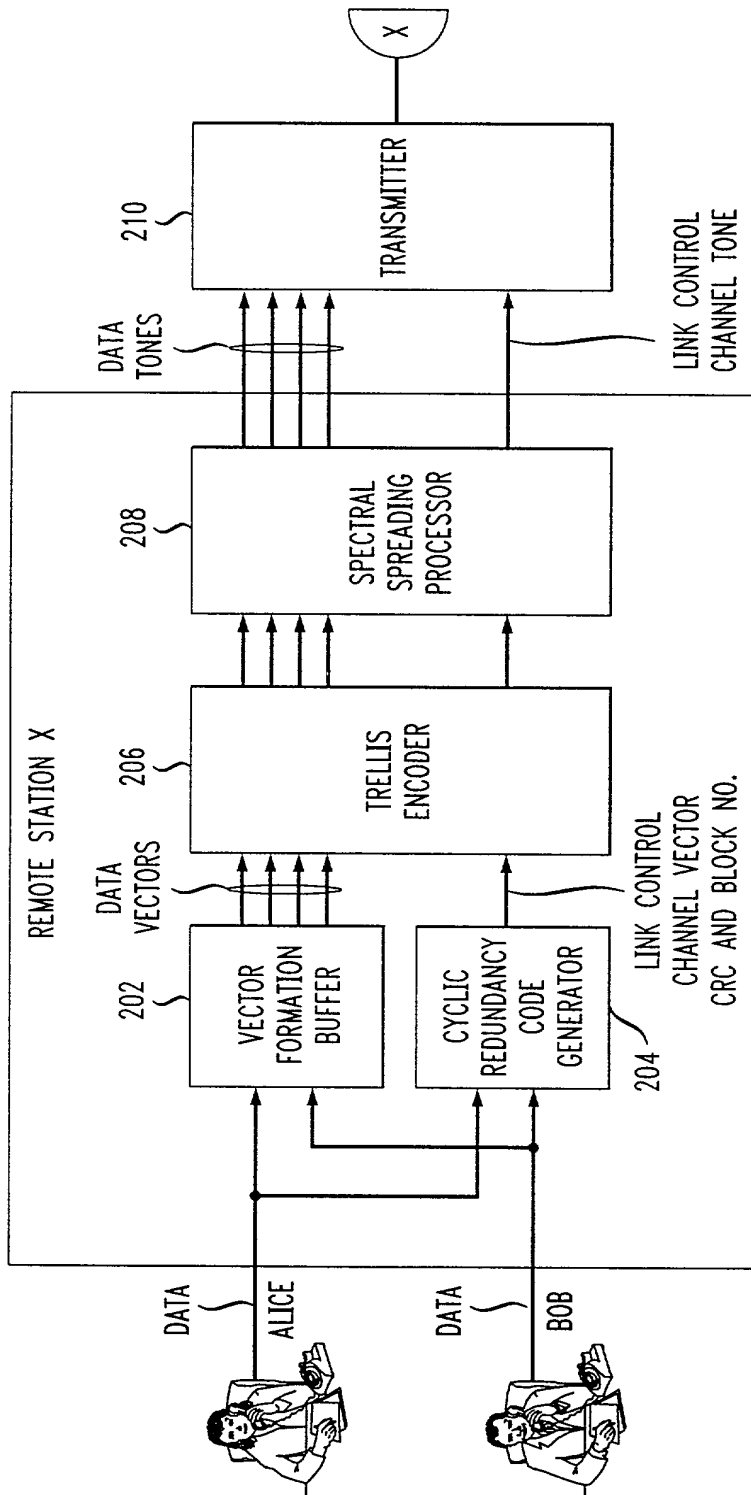 REMOTE STATION X
DATA
ALICE
DATA
BOB
202
VECTOR
FORMATION
BUFFER
CYCLIC
REDUNDANCY
CODE
GENERATOR
204
DATA
VECTORS
LINK CONTROL
CHANNEL VECTOR
CRC AND BLOCK NO.
206
TRELLIS
ENCODER
208
SPECTRAL
SPREADING
PROCESSOR
DATA
TONES
LINK CONTROL
CHANNEL TONE
210
TRANSMITTER
X